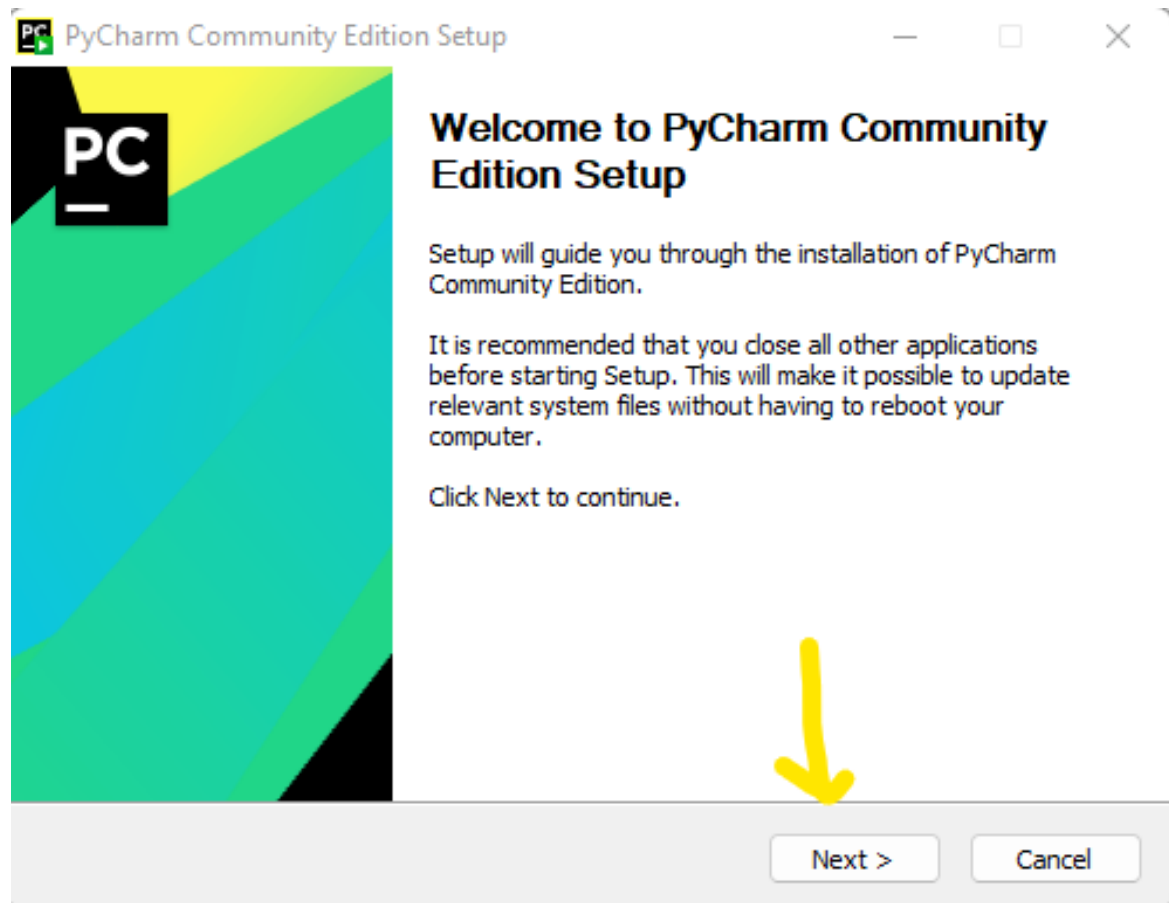 PyCharm Community Edition Setup
PC
Welcome to PyCharm Community
Edition Setup
Setup will guide you through the installation of PyCharm
Community Edition.
It is recommended that you close all other applications
before starting Setup. This will make it possible to update
relevant system files without having to reboot your
computer.
Click Next to continue.
Next >
Cancel